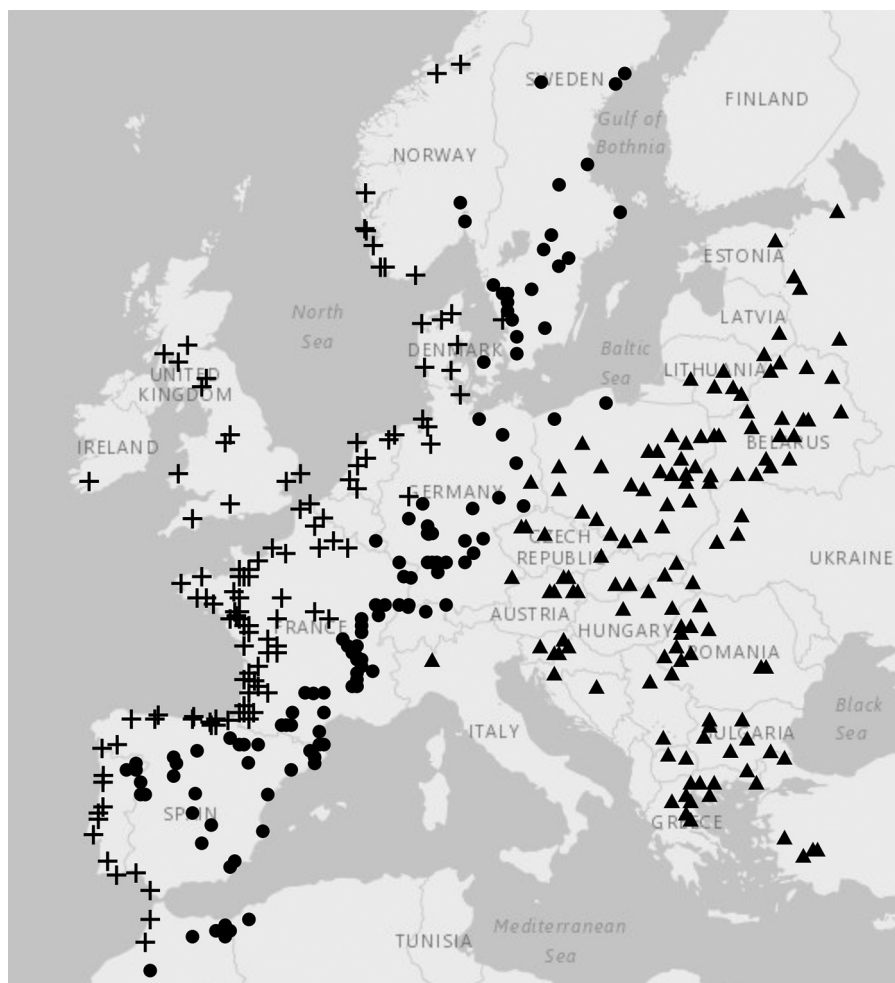 SWEDEN
FINLAND
Gulf of
Bothnia
NORWAY
ESTONIA
North
Sea
LATVIA
DENMARK
Baltic
Sea
LITHUANIA
UNITED
KINGDOM
IRELAND
BELARUS
GERMANY
CZECH
REPUBLI
UKRAINE
AUSTRIA
FRANCE
HUNGARY
ROMANIA
Black
Sea
ITALY
BULGARIA
SPAIN
GREECE
Mediterranean
Sea
TUNISIA